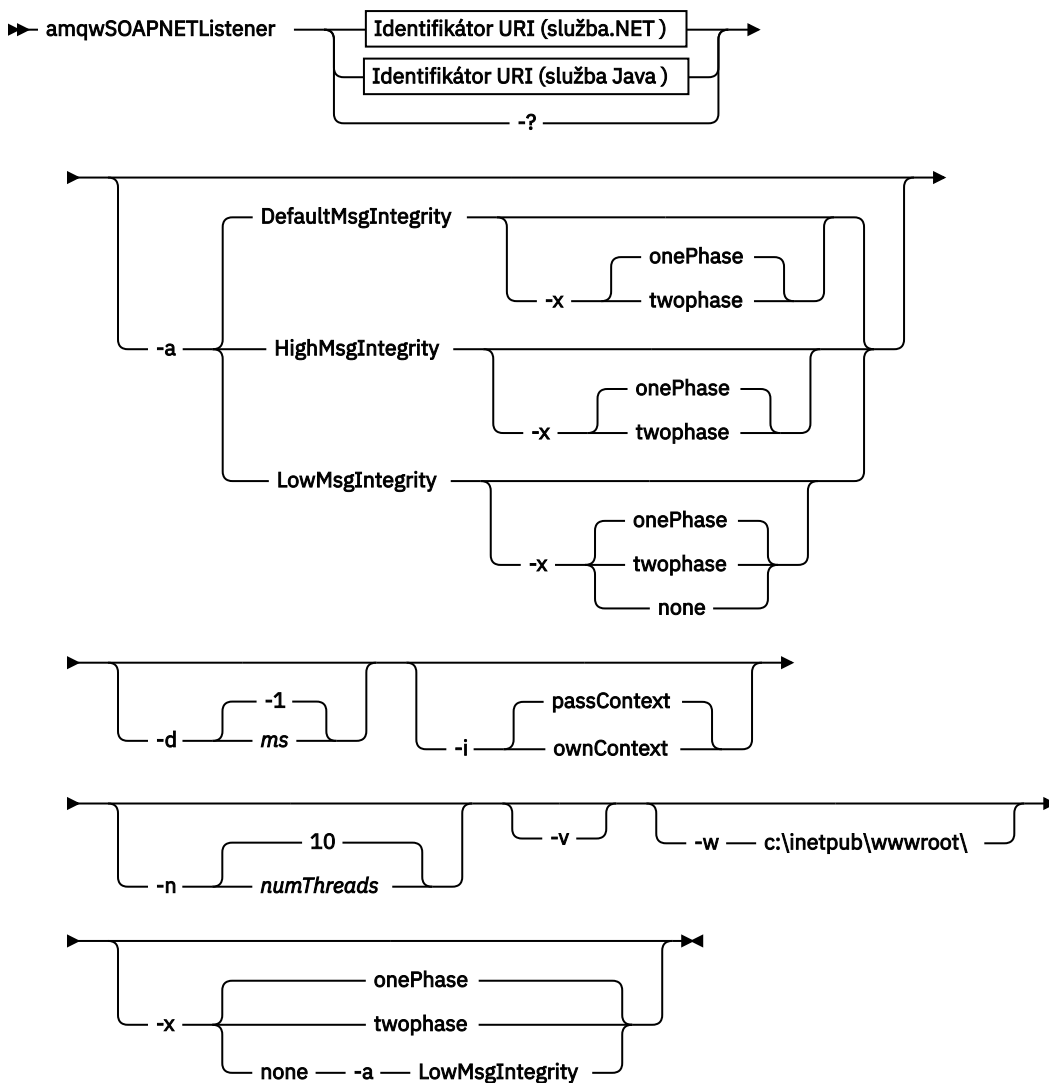 amqwSOAPNETListener
Identifikátor URI (služba.NET )
Identifikátor URI (služba Java )
-?
DefaultMsgIntegrity
onePhase
-x
twophase
-a
HighMsgIntegrity
onePhase
-x
twophase
LowMsgIntegrity
onePhase
-x
twophase
none
-1
-d
ms
passContext
-i
ownContext
10
-n
numThreads
-v
-w
c:\inetpub\wwwroot\
onePhase
-x
twophase
none -a LowMsgIntegrity